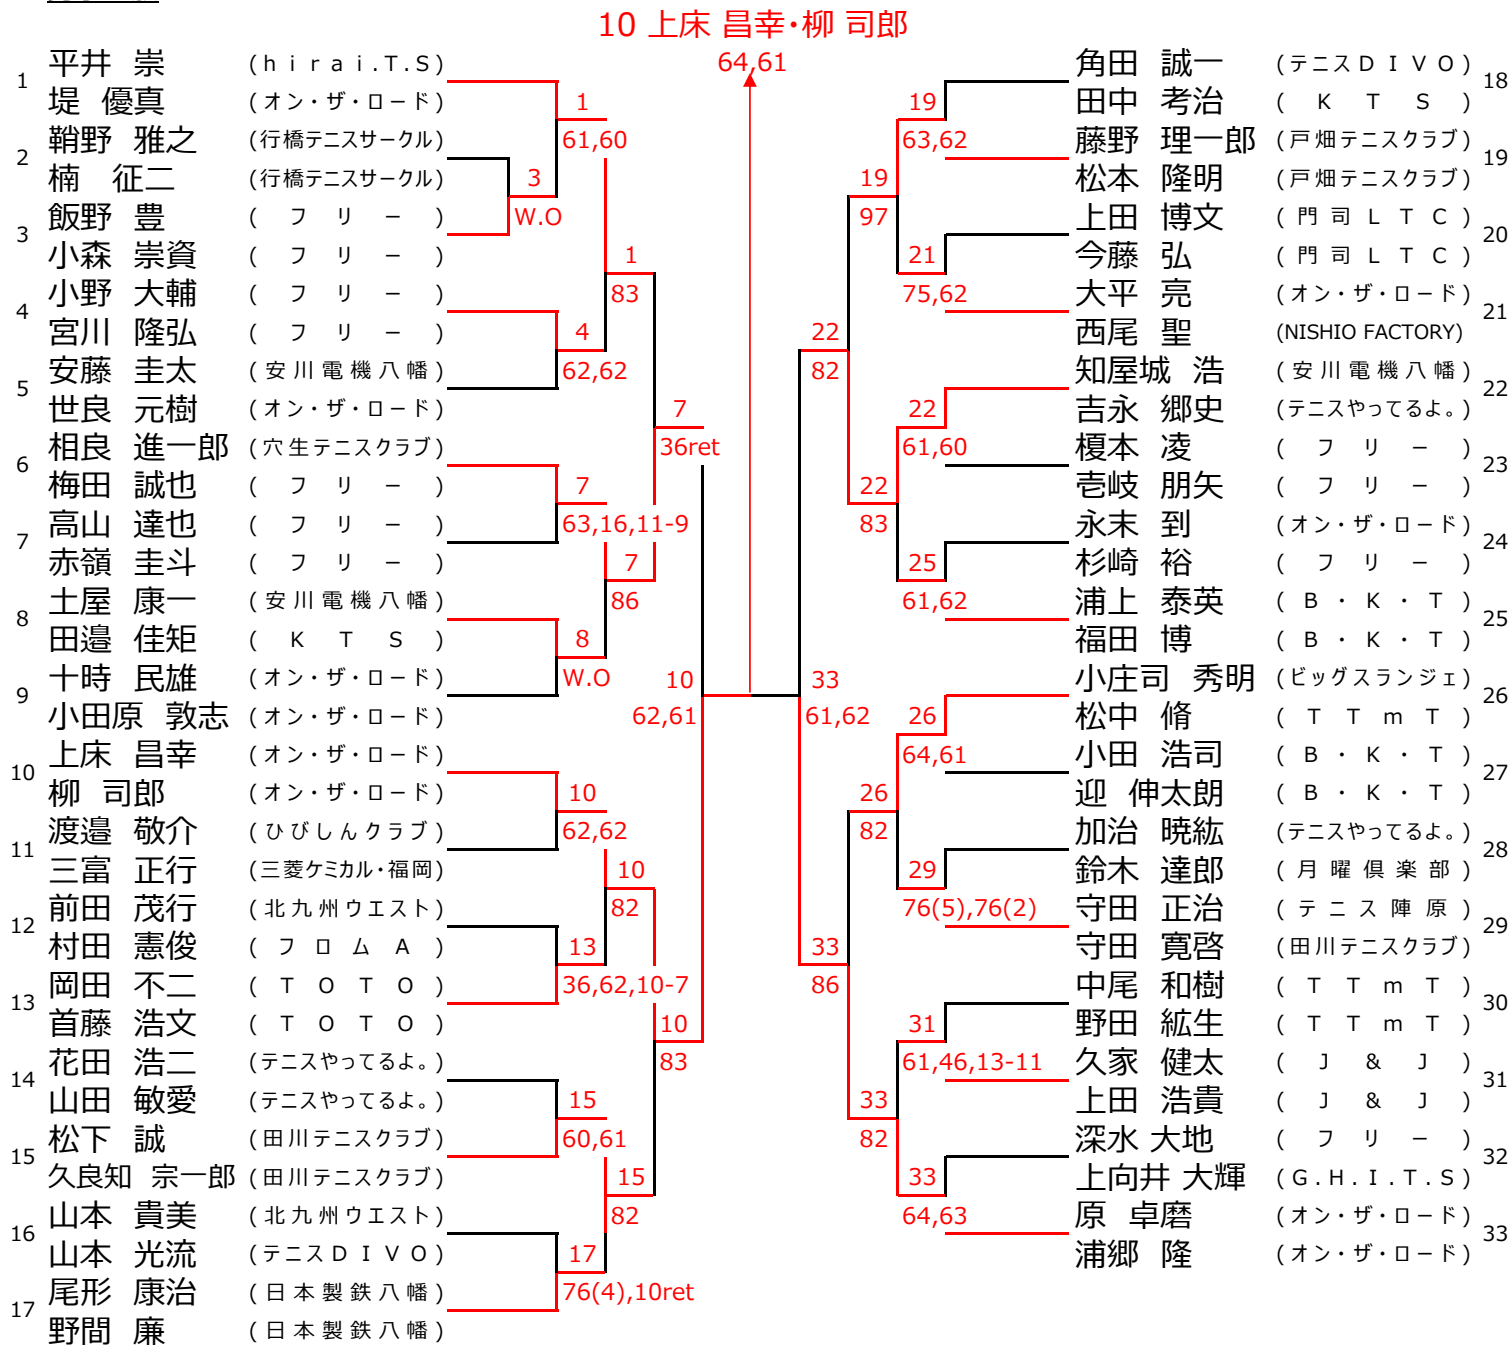 10 上床 昌幸・柳 司郎
64,61
1 平井 崇 (ｈｉｒａｉ.Ｔ.Ｓ)
堤 優真 (オン・ザ・ロード)
2 鞘野 雅之 (行橋テニスサークル)
楠 征二 (行橋テニスサークル)
3 飯野 豊 (フリー)
小森 崇資 (フリー)
4 小野 大輔 (フリー)
宮川 隆弘 (フリー)
5 安藤 圭太 (安川電機八幡)
世良 元樹 (オン・ザ・ロード)
6 相良 進一郎 (穴生テニスクラブ)
梅田 誠也 (フリー)
7 高山 達也 (フリー)
赤嶺 圭斗 (フリー)
8 土屋 康一 (安川電機八幡)
田邉 佳矩 (ＫＴＳ)
9 十時 民雄 (オン・ザ・ロード)
小田原 敦志 (オン・ザ・ロード)
10 上床 昌幸 (オン・ザ・ロード)
柳 司郎 (オン・ザ・ロード)
11 渡邉 敬介 (ひびしんクラブ)
三富 正行 (三菱ケミカル・福岡)
12 前田 茂行 (北九州ウエスト)
村田 憲俊 (フロムＡ)
13 岡田 不二 (ＴＯＴＯ)
首藤 浩文 (ＴＯＴＯ)
14 花田 浩二 (テニスやってるよ。)
山田 敏愛 (テニスやってるよ。)
15 松下 誠 (田川テニスクラブ)
久良知 宗一郎 (田川テニスクラブ)
16 山本 貴美 (北九州ウエスト)
山本 光流 (テニスＤＩＶＯ)
17 尾形 康治 (日本製鉄八幡)
野間 廉 (日本製鉄八幡)
1
61,60
3
W.O
1
83
4
62,62
7
36ret
7
63,16,11-9
7
86
8
W.O
10
62,61
10
62,62
10
82
13
36,62,10-7
10
83
15
60,61
15
82
17
76(4),10ret
19
63,62
19
97
21
75,62
22
82
22
61,60
22
83
25
61,62
33
61,62
26
64,61
26
82
29
76(5),76(2)
33
86
31
61,46,13-11
33
82
33
64,63
角田 誠一 (テニスＤＩＶＯ) 18
田中 考治 (ＫＴＳ)
藤野 理一郎 (戸畑テニスクラブ) 19
松本 隆明 (戸畑テニスクラブ)
上田 博文 (門司ＬＴＣ) 20
今藤 弘 (門司ＬＴＣ)
大平 亮 (オン・ザ・ロード) 21
西尾 聖 (NISHIO FACTORY)
知屋城 浩 (安川電機八幡) 22
吉永 郷史 (テニスやってるよ。)
榎本 凌 (フリー) 23
壱岐 朋矢 (フリー)
永末 到 (オン・ザ・ロード) 24
杉崎 裕 (フリー)
浦上 泰英 (Ｂ・Ｋ・Ｔ) 25
福田 博 (Ｂ・Ｋ・Ｔ)
小庄司 秀明 (ビッグスランジェ) 26
松中 脩 (ＴＴｍＴ)
小田 浩司 (Ｂ・Ｋ・Ｔ) 27
迎 伸太朗 (Ｂ・Ｋ・Ｔ)
加治 暁紘 (テニスやってるよ。) 28
鈴木 達郎 (月曜倶楽部)
守田 正治 (テニス陣原) 29
守田 寛啓 (田川テニスクラブ)
中尾 和樹 (ＴＴｍＴ) 30
野田 紘生 (ＴＴｍＴ)
久家 健太 (Ｊ＆Ｊ) 31
上田 浩貴 (Ｊ＆Ｊ)
深水 大地 (フリー) 32
上向井 大輝 (Ｇ.Ｈ.Ｉ.Ｔ.Ｓ)
原 卓磨 (オン・ザ・ロード) 33
浦郷 隆 (オン・ザ・ロード)